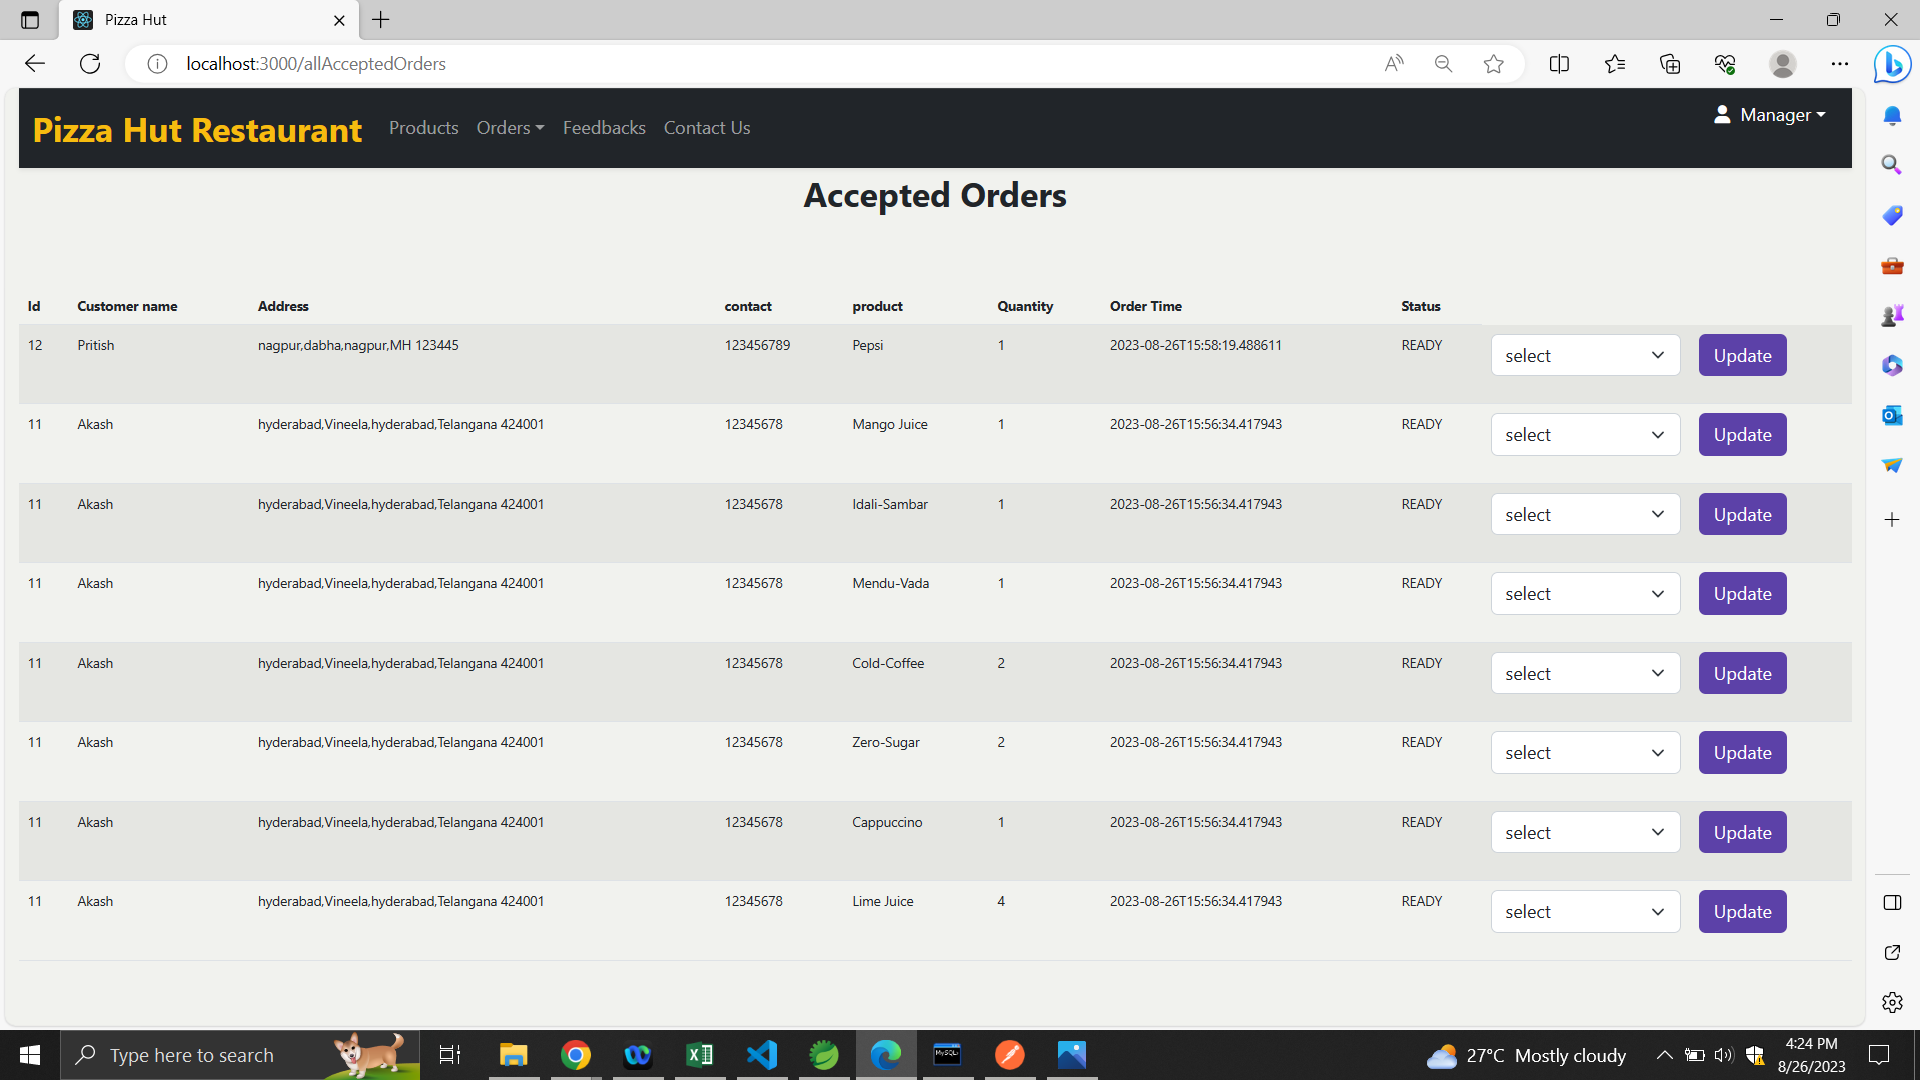 Pizza Hut
localhost:3000/allAcceptedOrders
Pizza Hut Restaurant Products Orders Feedbacks Contact Us Manager
Accepted Orders
Id Customer name Address contact product Quantity Order Time Status
12 Pritish nagpur,dabha,nagpur,MH 123445 123456789 Pepsi 1 2023-08-26T15:58:19.488611 READY select Update
11 Akash hyderabad,Vineela,hyderabad,Telangana 424001 12345678 Mango Juice 1 2023-08-26T15:56:34.417943 READY select Update
11 Akash hyderabad,Vineela,hyderabad,Telangana 424001 12345678 Idali-Sambar 1 2023-08-26T15:56:34.417943 READY select Update
11 Akash hyderabad,Vineela,hyderabad,Telangana 424001 12345678 Mendu-Vada 1 2023-08-26T15:56:34.417943 READY select Update
11 Akash hyderabad,Vineela,hyderabad,Telangana 424001 12345678 Cold-Coffee 2 2023-08-26T15:56:34.417943 READY select Update
11 Akash hyderabad,Vineela,hyderabad,Telangana 424001 12345678 Zero-Sugar 2 2023-08-26T15:56:34.417943 READY select Update
11 Akash hyderabad,Vineela,hyderabad,Telangana 424001 12345678 Cappuccino 1 2023-08-26T15:56:34.417943 READY select Update
11 Akash hyderabad,Vineela,hyderabad,Telangana 424001 12345678 Lime Juice 4 2023-08-26T15:56:34.417943 READY select Update
Type here to search 27°C Mostly cloudy 4:24 PM
8/26/2023